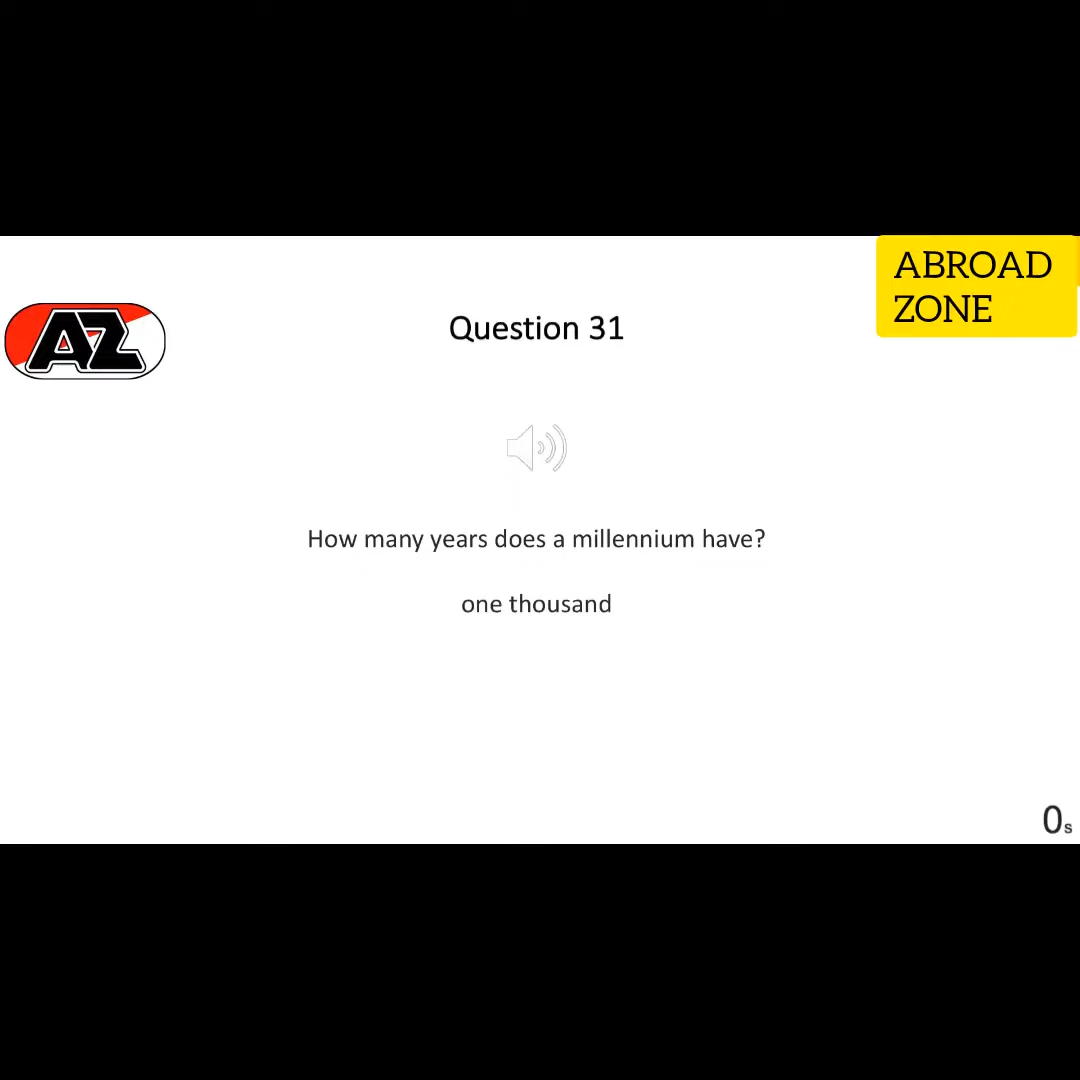 ABROAD
ZONE
AZ
Question 31
How many years does a millennium have?
one thousand
0s